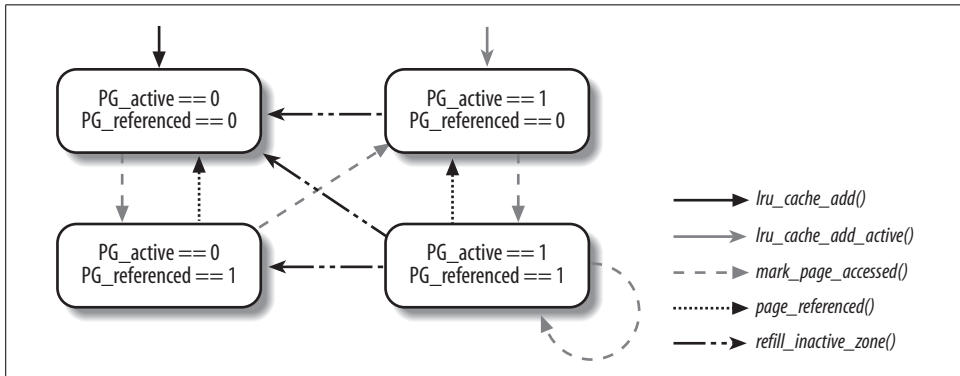 PG_active == 0
PG_referenced == 0
PG_active == 1
PG_referenced == 0
PG_active == 0
PG_referenced == 1
PG_active == 1
PG_referenced == 1
lru_cache_add()
lru_cache_add_active()
mark_page_accessed()
page_referenced()
refill_inactive_zone()